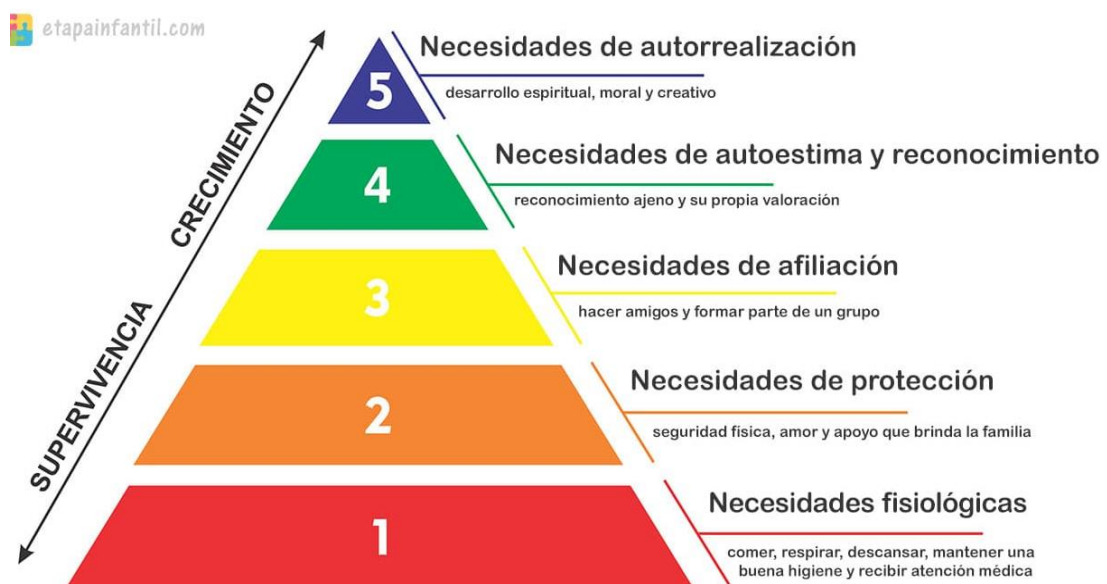 etapainfantil.com
Necesidades de autorrealización
desarrollo espiritual, moral y creativo
5
CRECIMIENTO
Necesidades de autoestima y reconocimiento
reconocimiento ajeno y su propia valoración
4
Necesidades de afiliación
hacer amigos y formar parte de un grupo
3
SUPERVIVENCIA
Necesidades de protección
seguridad física, amor y apoyo que brinda la familia
2
Necesidades fisiológicas
comer, respirar, descansar, mantener una
buena higiene y recibir atención médica
1